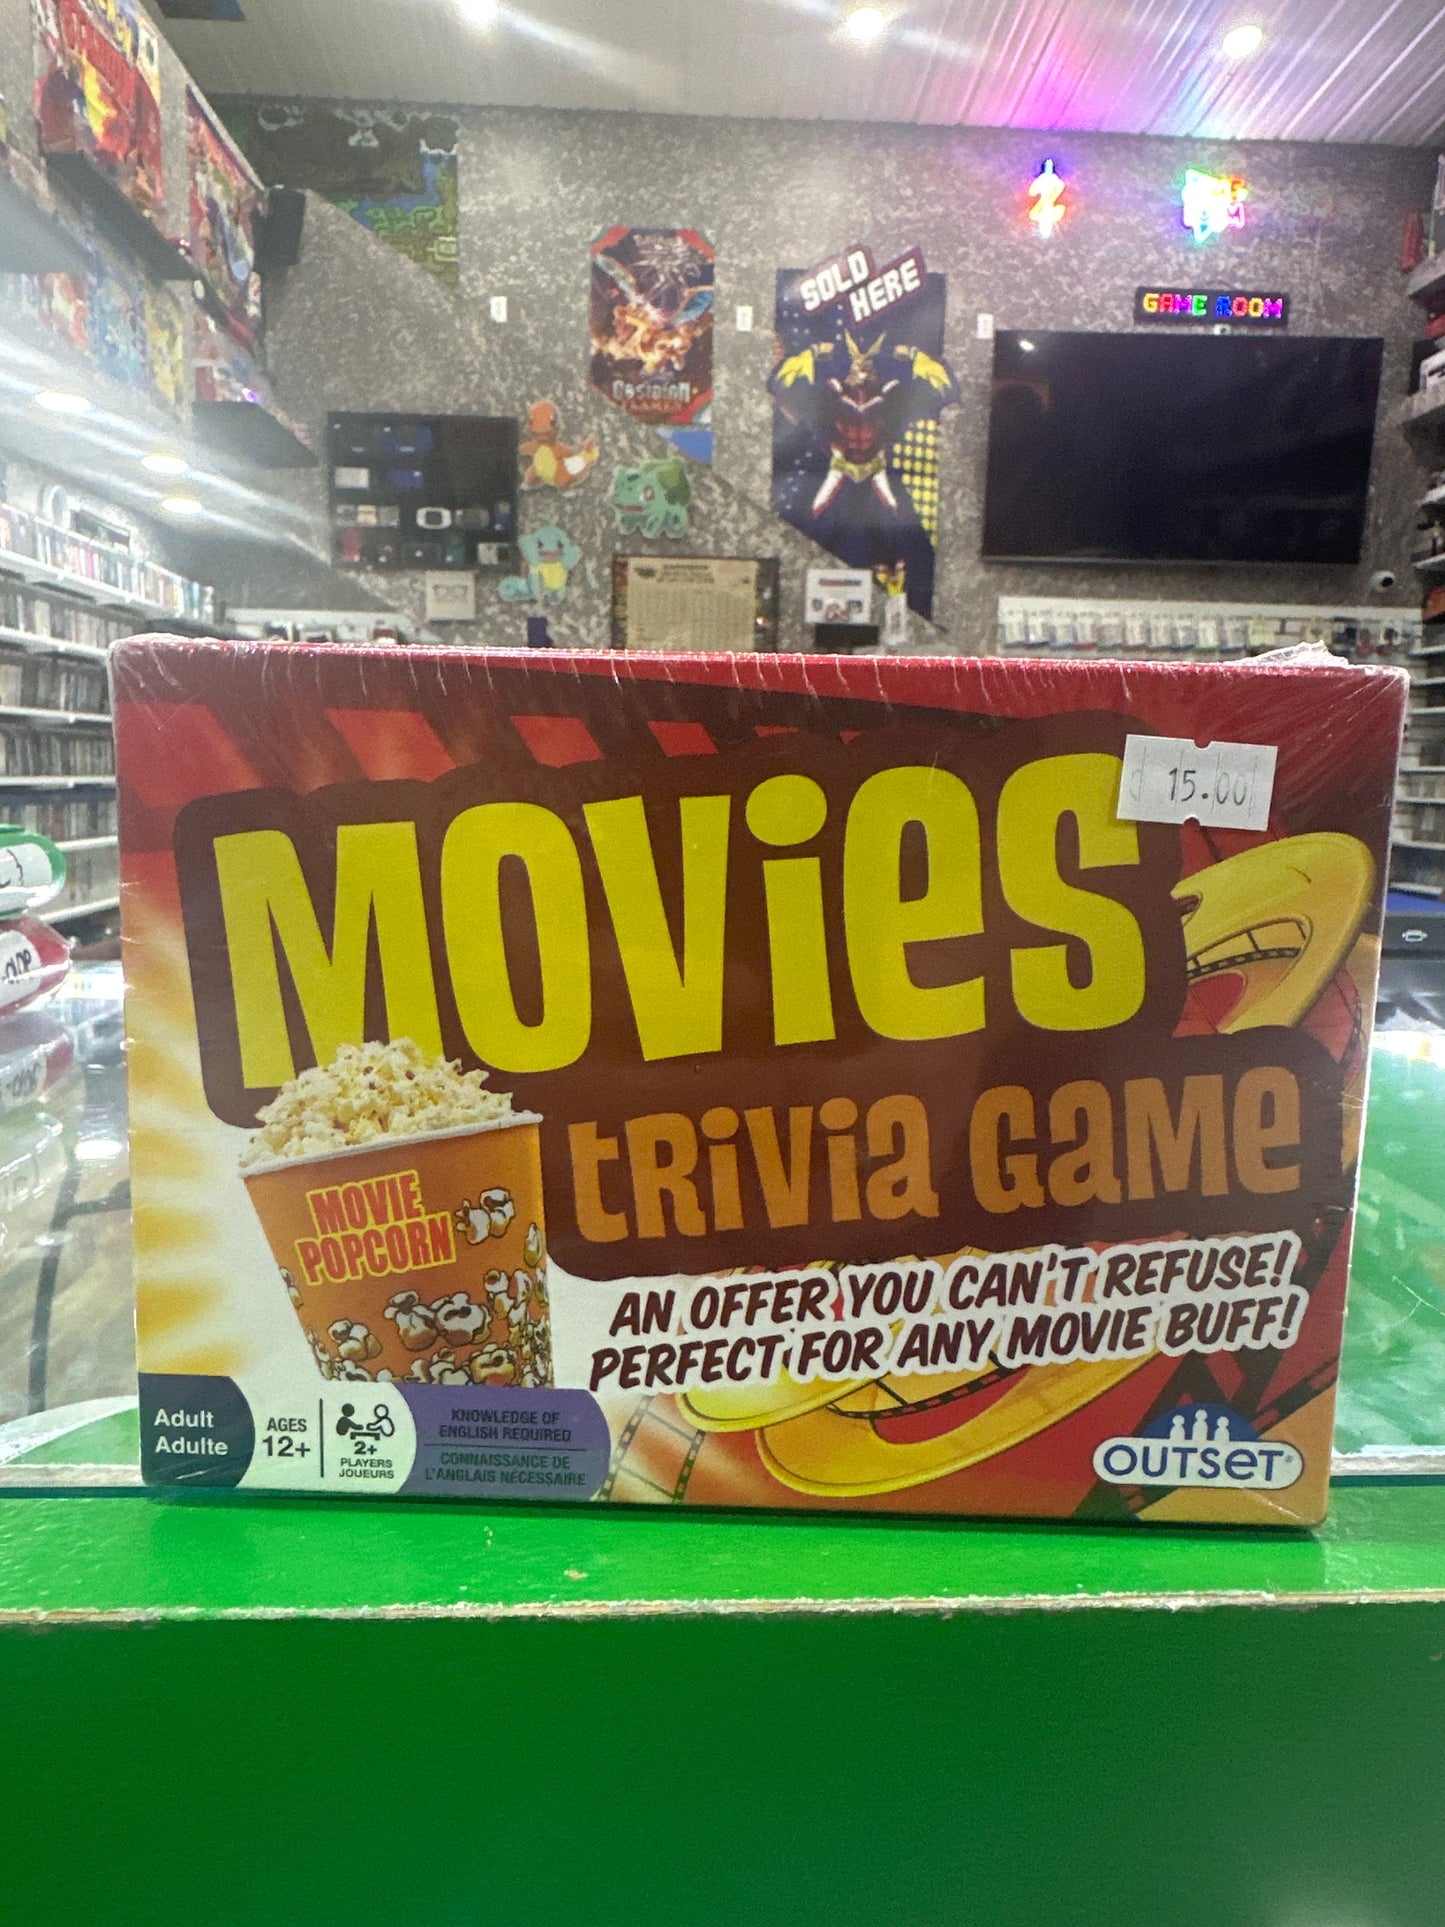 SOLD
HERE
GAME ROOM
Obsidian
MOVies
15.00
tRiVia GaMe
MOVIE
POPCORN
AN OFFER YOU CAN'T REFUSE!
PERFECT FOR ANY MOVIE BUFF!
Adult
Adulte
AGES
12+
2+
PLAYERS
JOUEURS
KNOWLEDGE OF
ENGLISH REQUIRED
CONNAISSANCE DE
L'ANGLAIS NÉCESSAIRE
OUTSET